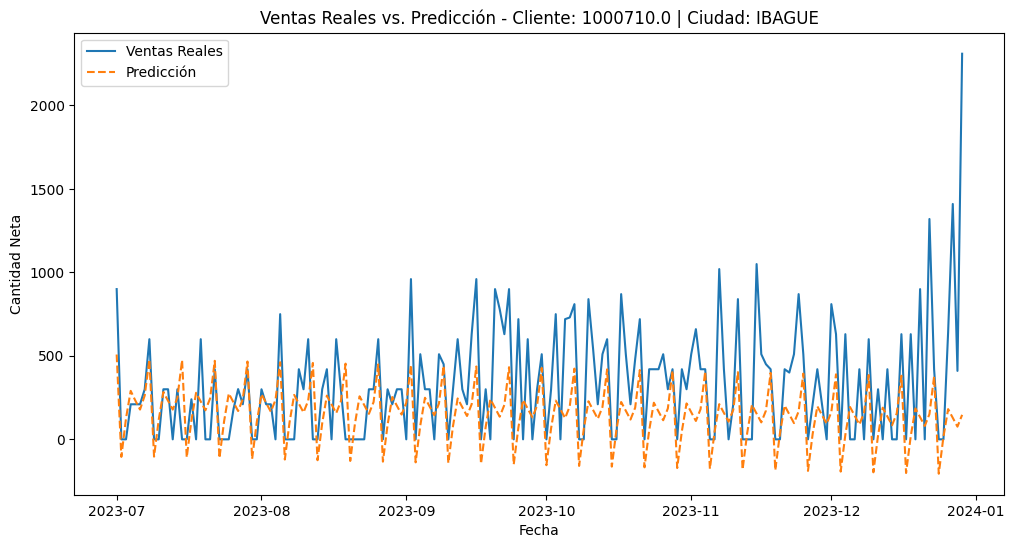 Ventas Reales vs. Predicción - Cliente: 1000710.0 | Ciudad: IBAGUE
Ventas Reales
Predicción
Cantidad Neta
2000
1500
1000
500
0
2023-07
2023-08
2023-09
2023-10
2023-11
2023-12
2024-01
Fecha